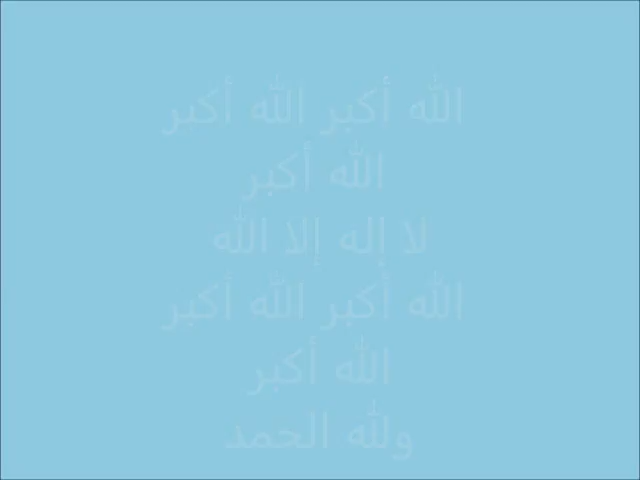 الله أكبر الله أكبر
الله أكبر
لا إله إلا الله
الله أكبر الله أكبر
الله أكبر
ولله الحمد